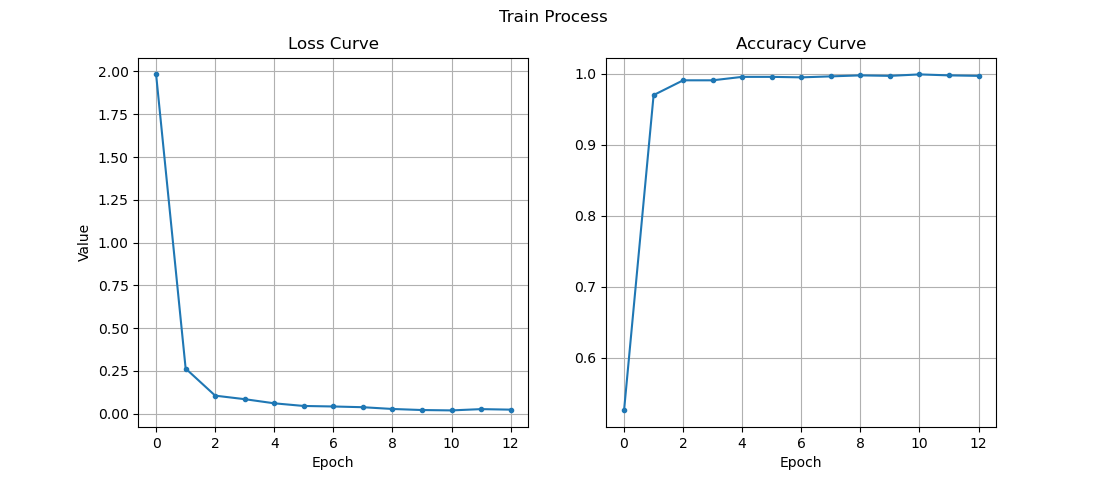 Train Process
Loss Curve
2.00
1.75
1.50
1.25
1.00
0.75
0.50
0.25
0.00
Value
0 2 4 6 8 10 12
Epoch
Accuracy Curve
1.0
0.9
0.8
0.7
0.6
0 2 4 6 8 10 12
Epoch